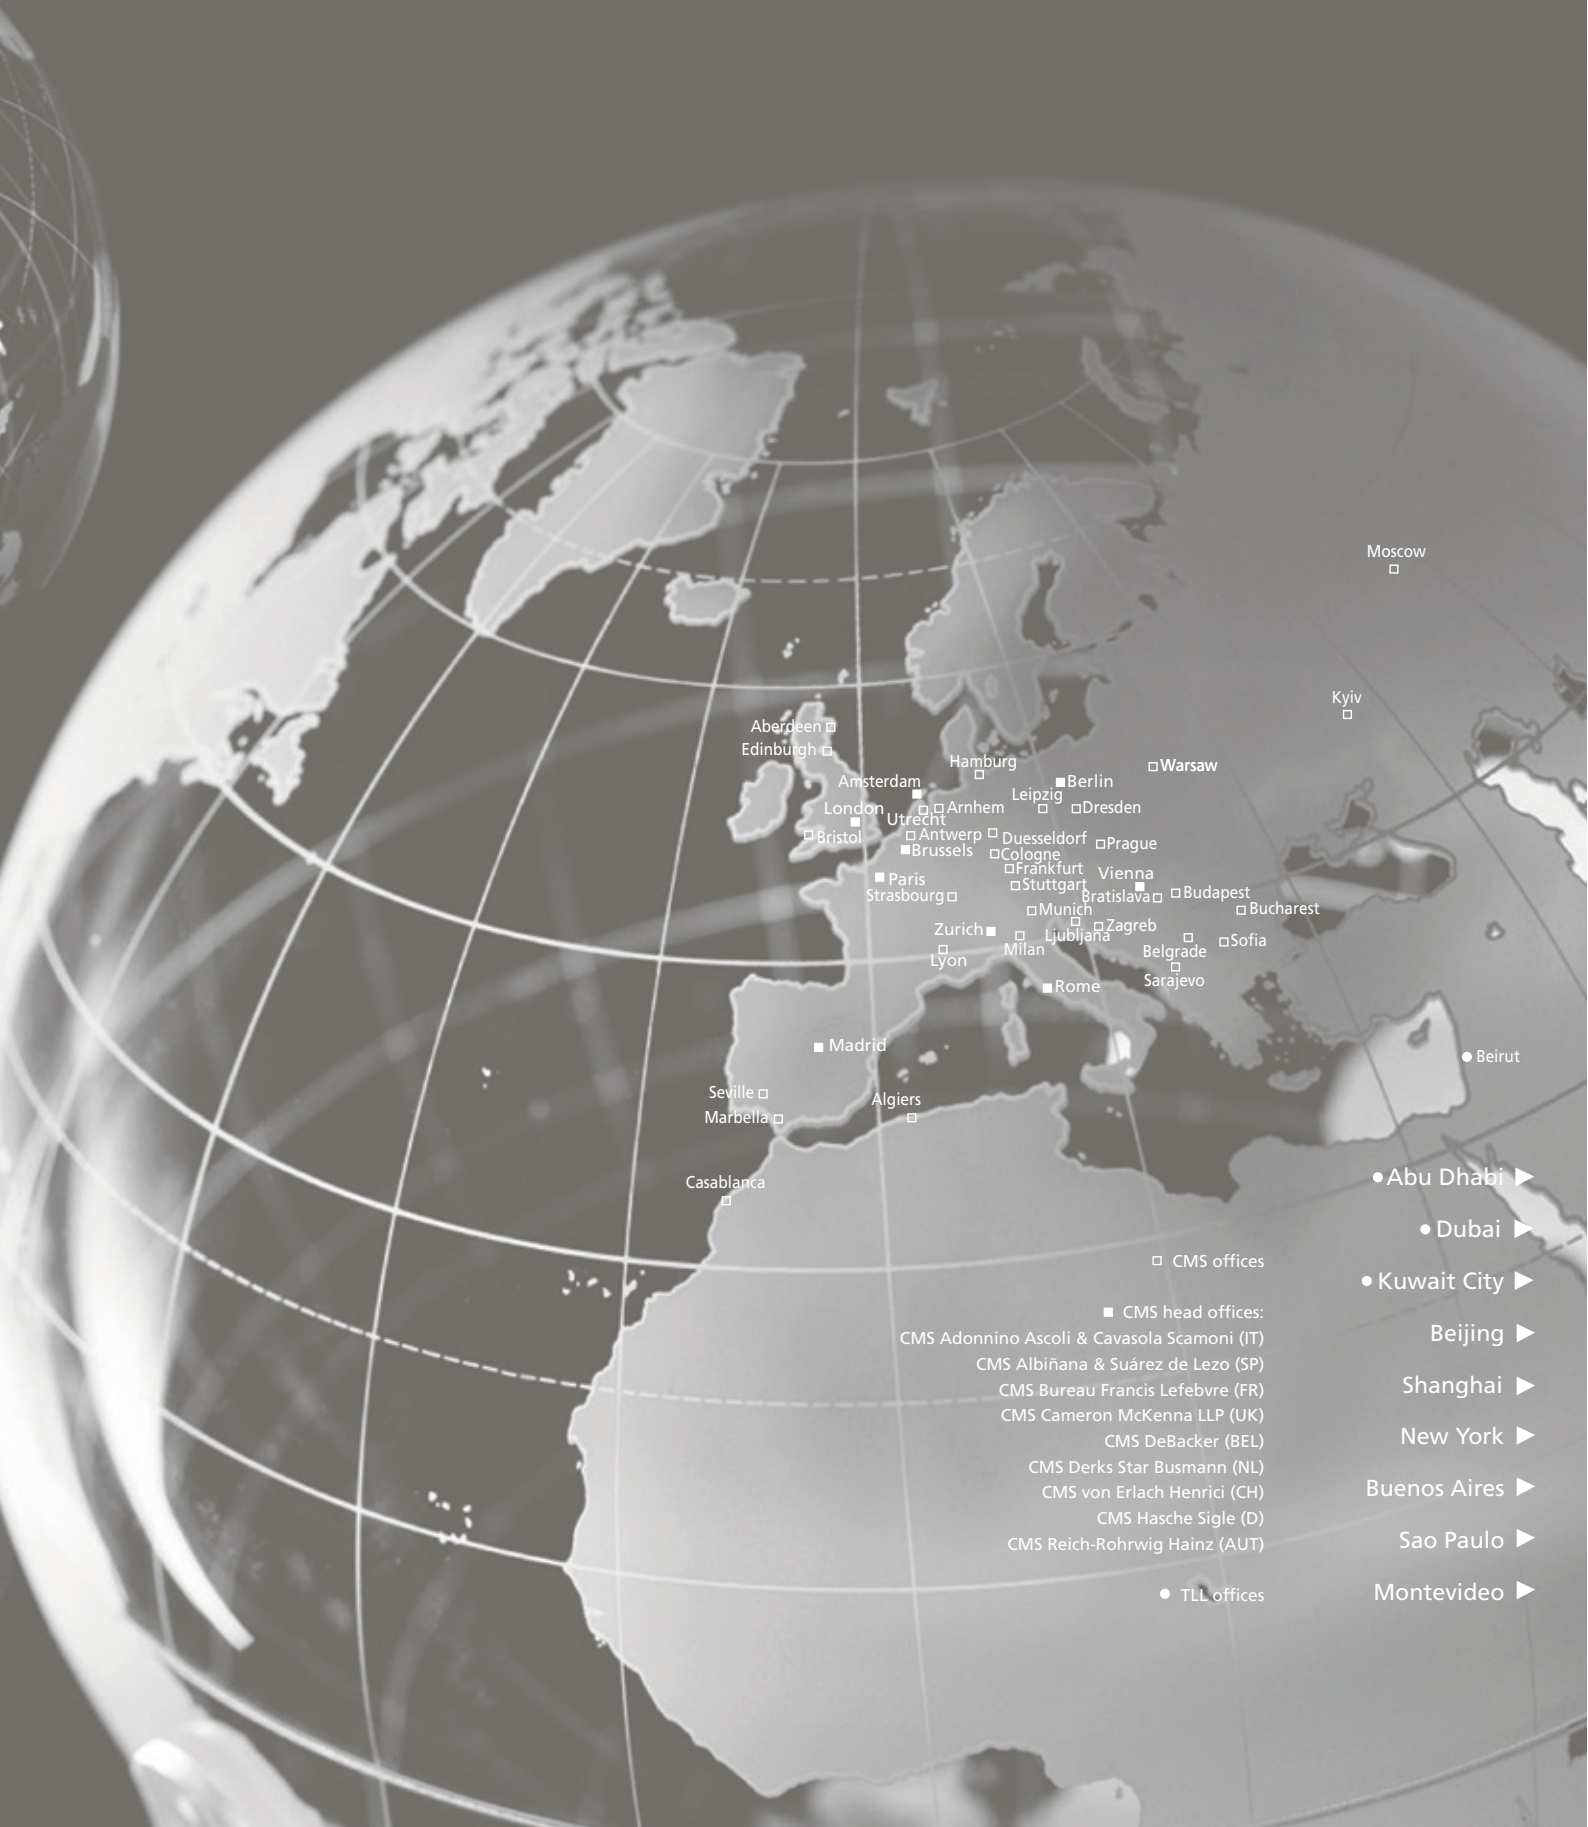 Moscow
Kyiv
Aberdeen
Edinburgh
Hamburg
Warsaw
Amsterdam
Berlin
Leipzig
London
Arnhem
Dresden
Utrecht
Bristol
Antwerp
Duesseldorf
Prague
Brussels
Cologne
Frankfurt
Vienna
Paris
Stuttgart
Strasbourg
Bratislava
Budapest
Munich
Bucharest
Zurich
Ljubljana
Zagreb
Milan
Belgrade
Sofia
Lyon
Sarajevo
Rome
Madrid
Beirut
Seville
Algiers
Marbella
Casablanca
Abu Dhabi
Dubai
Kuwait City
Beijing
Shanghai
New York
Buenos Aires
Sao Paulo
Montevideo
CMS offices
CMS head offices:
CMS Adonnino Ascoli & Cavasola Scamoni (IT)
CMS Albiñana & Suárez de Lezo (SP)
CMS Bureau Francis Lefebvre (FR)
CMS Cameron McKenna LLP (UK)
CMS DeBacker (BEL)
CMS Derks Star Busmann (NL)
CMS von Erlach Henrici (CH)
CMS Hasche Sigle (D)
CMS Reich-Rohrwig Hainz (AUT)
TLL offices